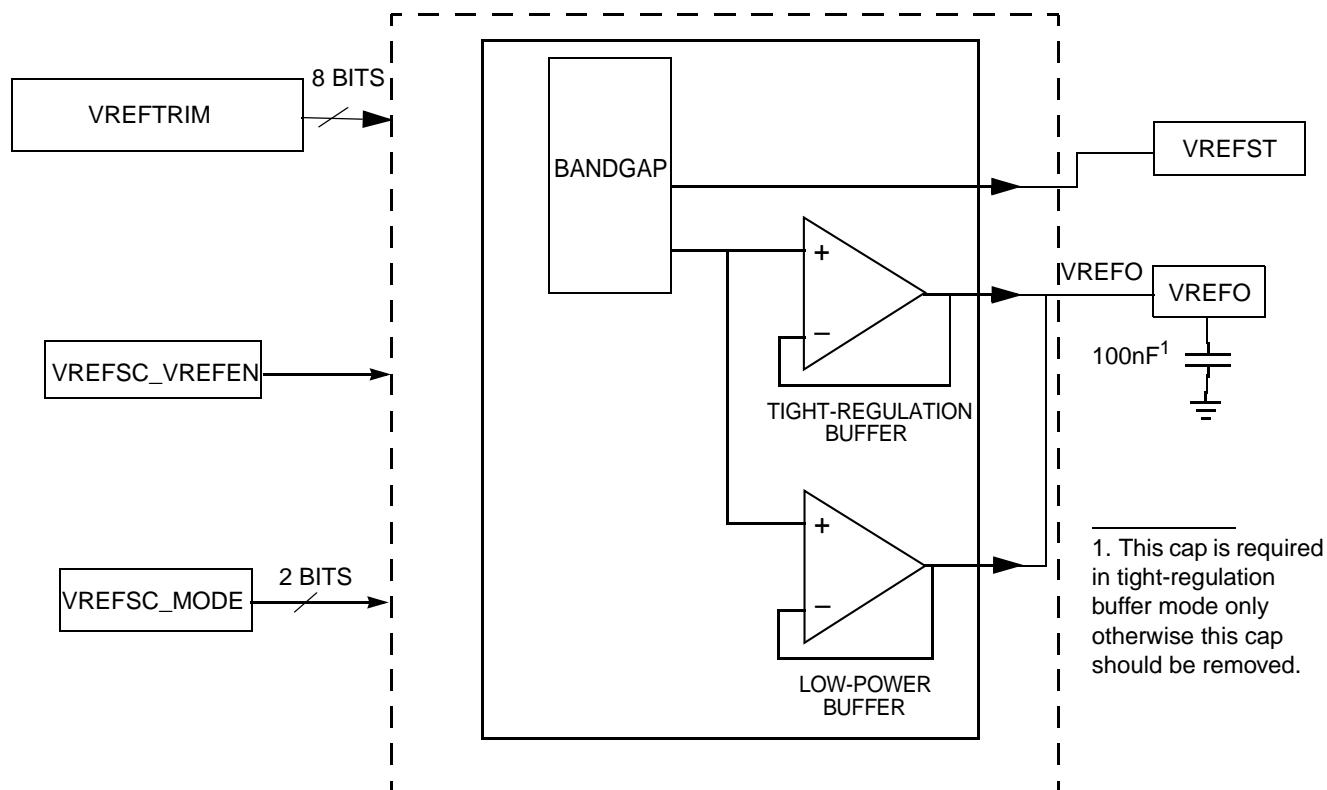 8 BITS
VREFTRIM
BANDGAP
VREFST
+
−
VREFO
VREFO
100nF1
VREFSC_VREFEN
TIGHT-REGULATION
BUFFER
+
−
2 BITS
VREFSC_MODE
LOW-POWER
BUFFER
1. This cap is required
in tight-regulation
buffer mode only
otherwise this cap
should be removed.